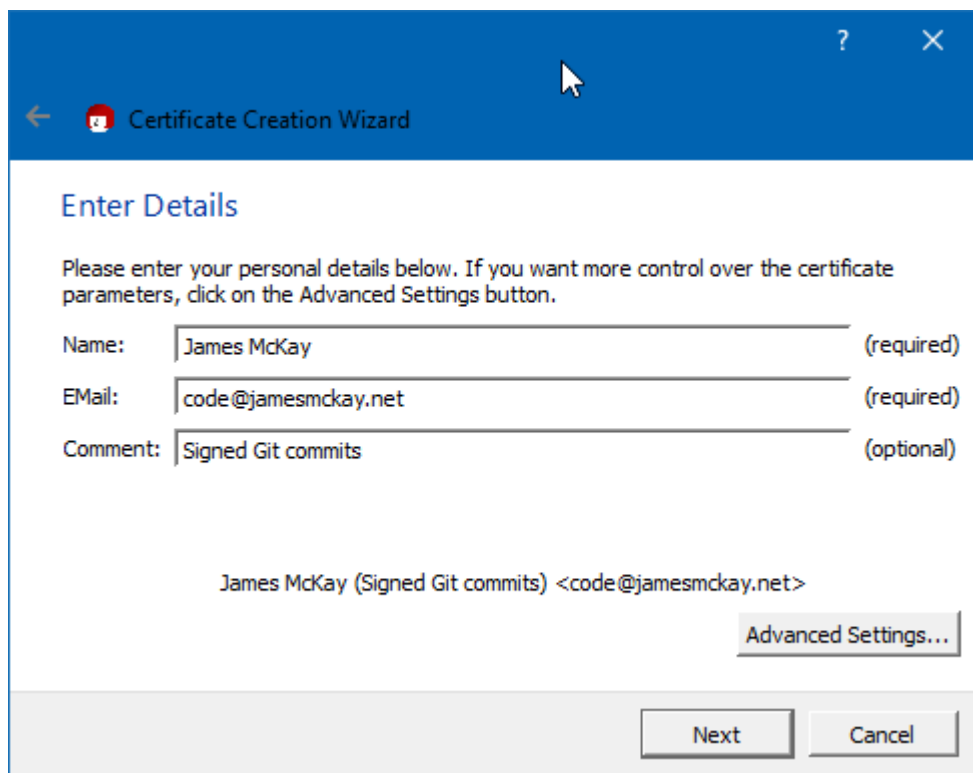 ?
Certificate Creation Wizard
Enter Details
Please enter your personal details below. If you want more control over the certificate
parameters, click on the Advanced Settings button.
Name: James McKay (required)
EMail: code@jamesmckay.net (required)
Comment: Signed Git commits (optional)
James McKay (Signed Git commits) <code@jamesmckay.net>
Advanced Settings...
Next Cancel